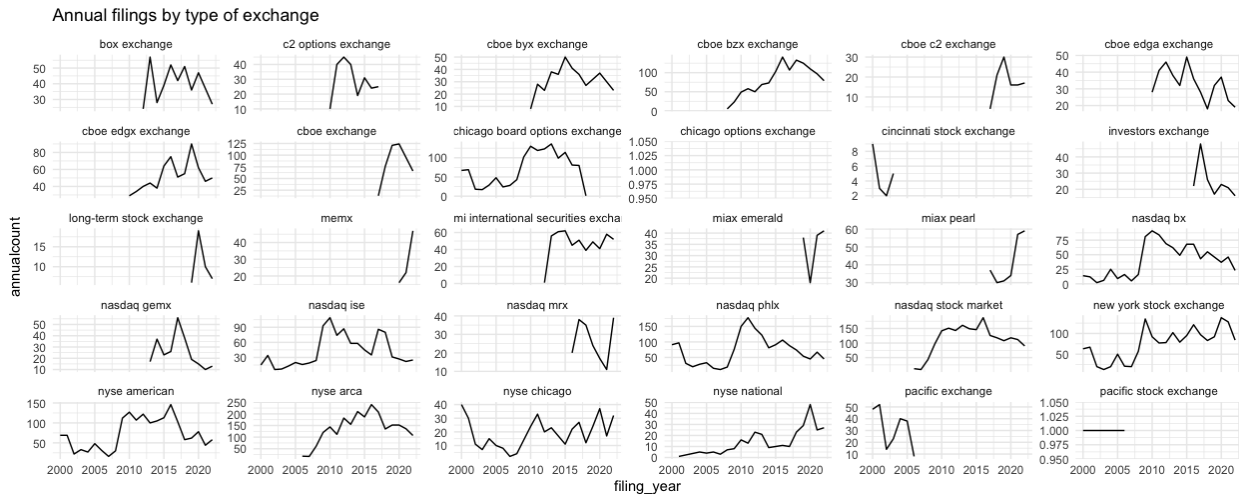 Annual filings by type of exchange
box exchange c2 options exchange cboe byx exchange cboe bzx exchange cboe c2 exchange cboe edga exchange
50 40 30
40 30 20 10
50 40 30 20 10
100 50 0
30 20 10
50 40 30 20
cboe edgx exchange cboe exchange chicago board options exchange chicago options exchange cincinnati stock exchange investors exchange
80 60 40
125 100 75 50 25
100 50 0
1.050 1.025 1.000 0.975 0.950
8 6 4 2
40 30 20
long-term stock exchange memx mi international securities excha miax emerald miax pearl nasdaq bx
15 10
40 30 20
60 40 20 0
40 35 30 25 20
60 50 40 30
75 50 25 0
nasdaq gemx nasdaq ise nasdaq mrx nasdaq phlx nasdaq stock market new york stock exchange
50 40 30 20 10
90 60 30
40 30 20 10
150 100 50
150 100 50
100 50
nyse american nyse arca nyse chicago nyse national pacific exchange pacific stock exchange
150 100 50
250 200 150 100 50
40 30 20 10
50 40 30 20 10 0
50 40 30 20 10
1.050 1.025 1.000 0.975 0.950
2000 2005 2010 2015 2020 2000 2005 2010 2015 2020 2000 2005 2010 2015 2020 2000 2005 2010 2015 2020 2000 2005 2010 2015 2020 2000 2005 2010 2015 2020
annualcount
filing_year